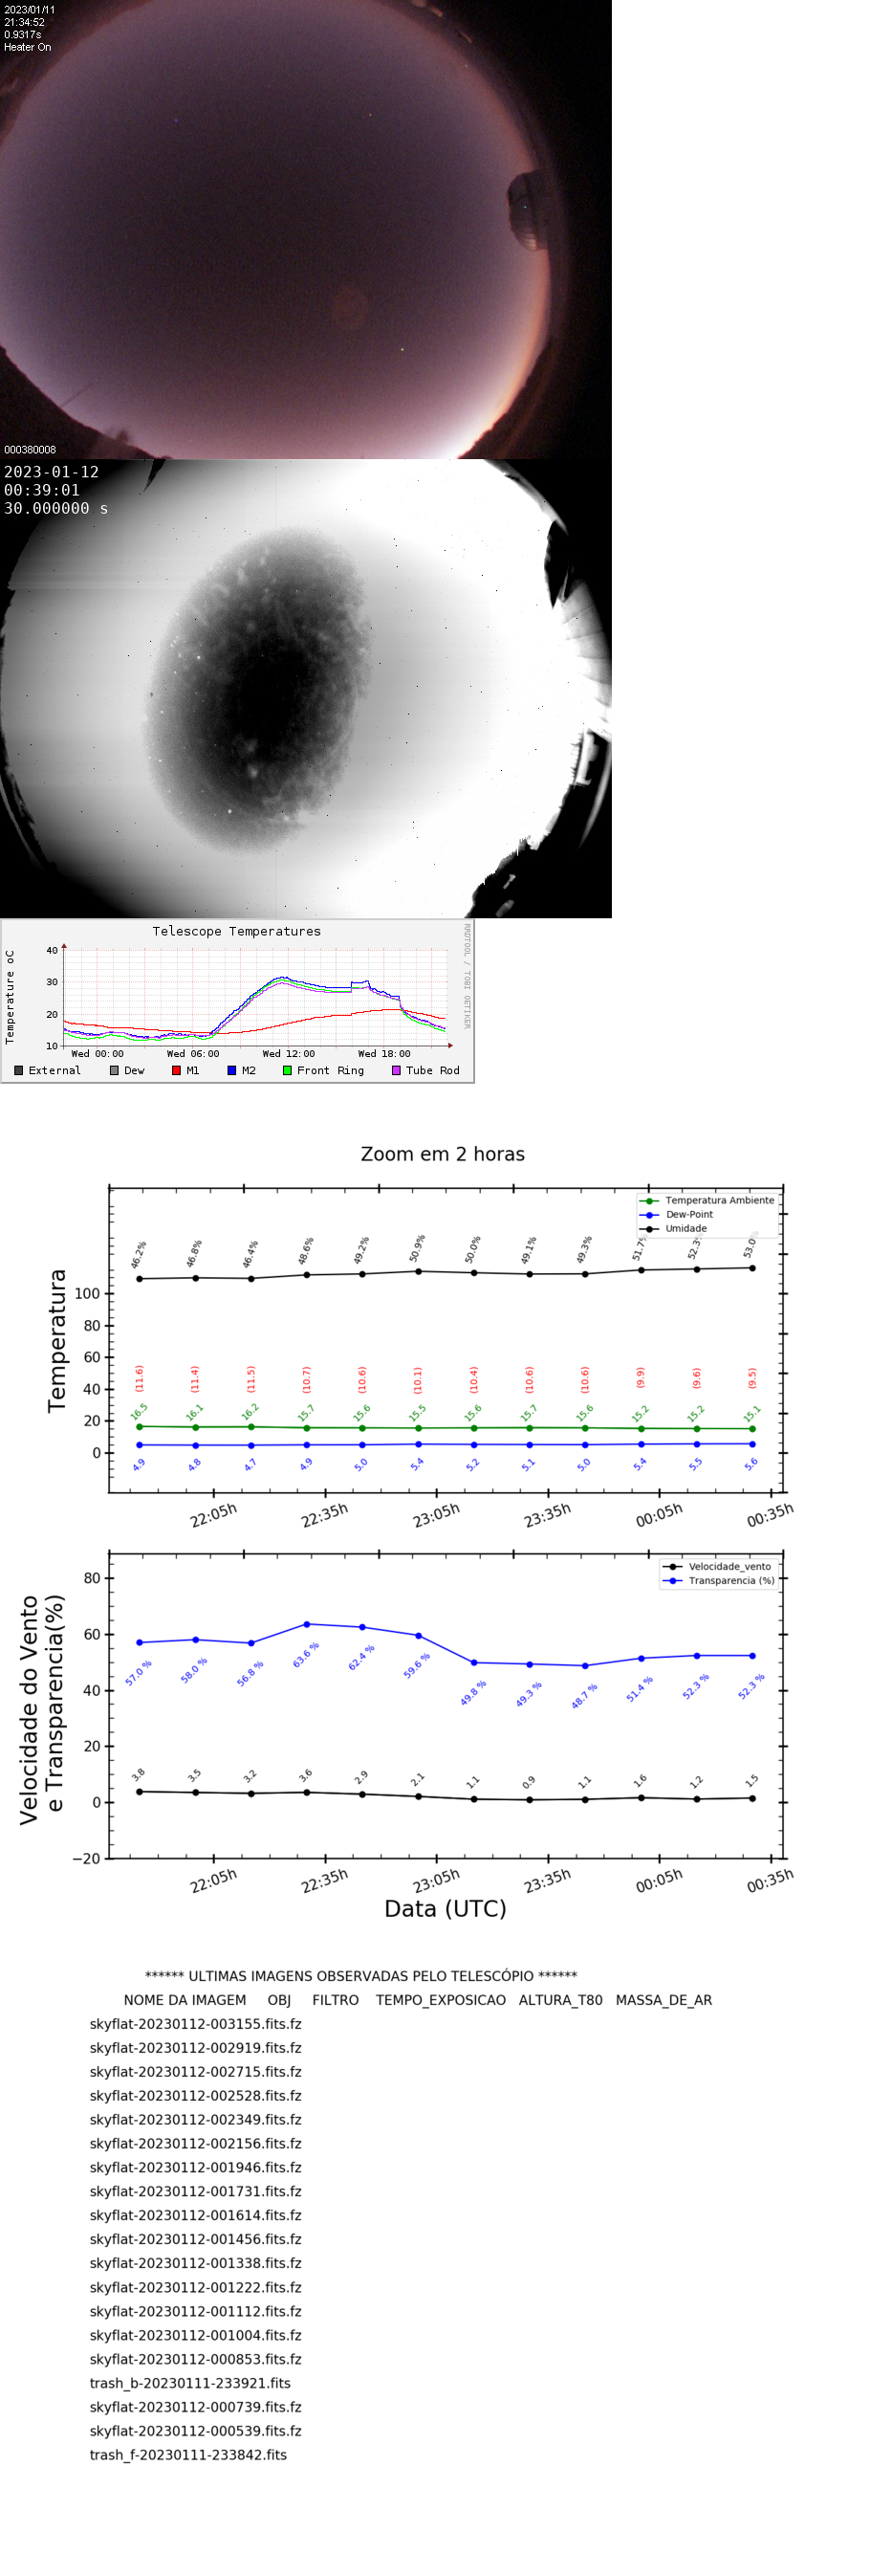 2023/01/11
21:34:52
0.9317s
Heater On
000380008
2023-01-12
00:39:01
30.000000 s
Telescope Temperatures
Temperature oC
40
30
20
10
Wed 00:00 Wed 06:00 Wed 12:00 Wed 18:00
External Dew M1 M2 Front Ring Tube Rod
RRDTOOL / TOBI OETIKER
Zoom em 2 horas
Temperatura
Temperatura Ambiente
Dew-Point
Umidade
46.2% 46.8% 46.4% 48.6% 49.2% 50.9% 50.0% 49.1% 49.3% 51.7% 52.3% 53.0%
100
80
60
40
20
0
(11.6) (11.4) (11.5) (10.7) (10.6) (10.1) (10.4) (10.6) (10.6) (9.9) (9.6) (9.5)
16.5 16.1 16.2 15.7 15.6 15.5 15.6 15.7 15.6 15.2 15.2 15.1
4.9 4.8 4.7 4.9 5.0 5.4 5.2 5.1 5.0 5.4 5.5 5.6
22:05h 22:35h 23:05h 23:35h 00:05h 00:35h
Velocidade do Vento
e Transparencia(%)
Velocidade_vento
Transparencia (%)
80
60
40
20
0
−20
57.0 % 58.0 % 56.8 % 63.6 % 62.4 % 59.6 % 49.8 % 49.3 % 48.7 % 51.4 % 52.3 % 52.3 %
3.8 3.5 3.2 3.6 2.9 2.1 1.1 0.9 1.1 1.6 1.2 1.5
22:05h 22:35h 23:05h 23:35h 00:05h 00:35h
Data (UTC)
****** ULTIMAS IMAGENS OBSERVADAS PELO TELESCÓPIO ******
NOME DA IMAGEM OBJ FILTRO TEMPO_EXPOSICAO ALTURA_T80 MASSA_DE_AR
skyflat-20230112-003155.fits.fz
skyflat-20230112-002919.fits.fz
skyflat-20230112-002715.fits.fz
skyflat-20230112-002528.fits.fz
skyflat-20230112-002349.fits.fz
skyflat-20230112-002156.fits.fz
skyflat-20230112-001946.fits.fz
skyflat-20230112-001731.fits.fz
skyflat-20230112-001614.fits.fz
skyflat-20230112-001456.fits.fz
skyflat-20230112-001338.fits.fz
skyflat-20230112-001222.fits.fz
skyflat-20230112-001112.fits.fz
skyflat-20230112-001004.fits.fz
skyflat-20230112-000853.fits.fz
trash_b-20230111-233921.fits
skyflat-20230112-000739.fits.fz
skyflat-20230112-000539.fits.fz
trash_f-20230111-233842.fits